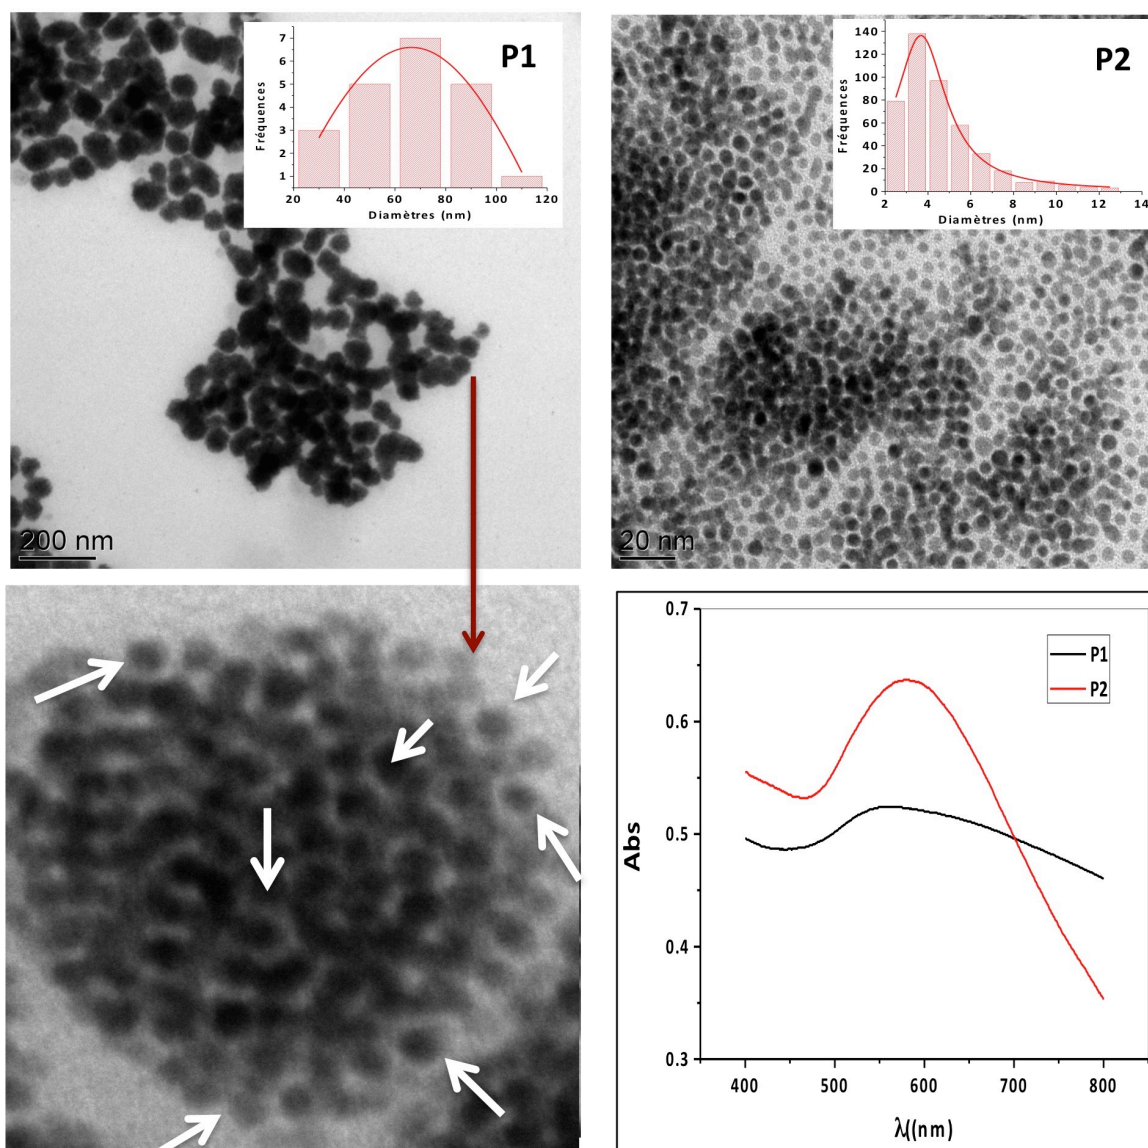 P1
Fréquences
7
6
5
4
3
2
1
20 40 60 80 100 120
Diamètres (nm)
200 nm
P2
Fréquences
140
120
100
80
60
40
20
0
2 4 6 8 10 12 14
Diamètres (nm)
20 nm
Abs
0.7
0.6
0.5
0.4
0.3
P1
P2
400 500 600 700 800
λ((nm)